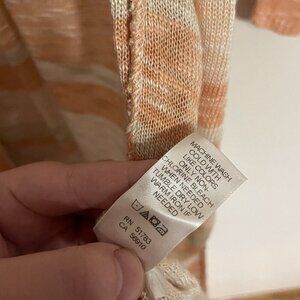 MACHINE WASH
COLD WITH
LIKE COLORS
ONLY NON-
CHLORINE BLEACH
WHEN NEEDED
TUMBLE DRY LOW
WARM IRON IF
NEEDED
RN 51783
CA 56910